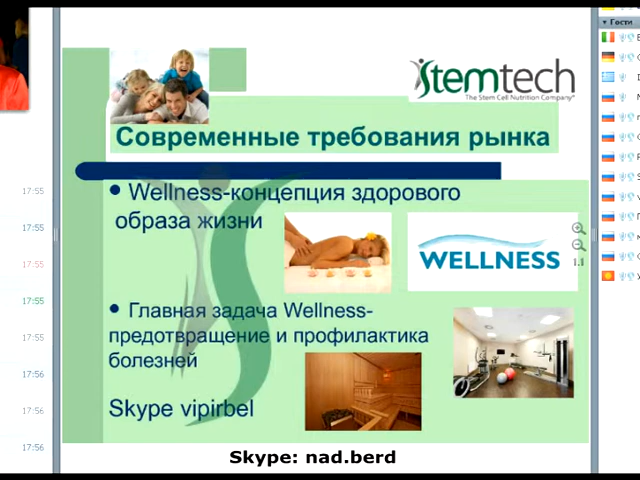 Гости
Stemtech
The Stem Cell Nutrition Company
Современные требования рынка
Wellness-концепция здорового
образа жизни
WELLNESS
1:1
Главная задача Wellness-
предотвращение и профилактика
болезней
Skype vipirbel
17:55
17:55
17:55
17:55
17:55
17:56
17:56
17:56
Skype: nad.berd